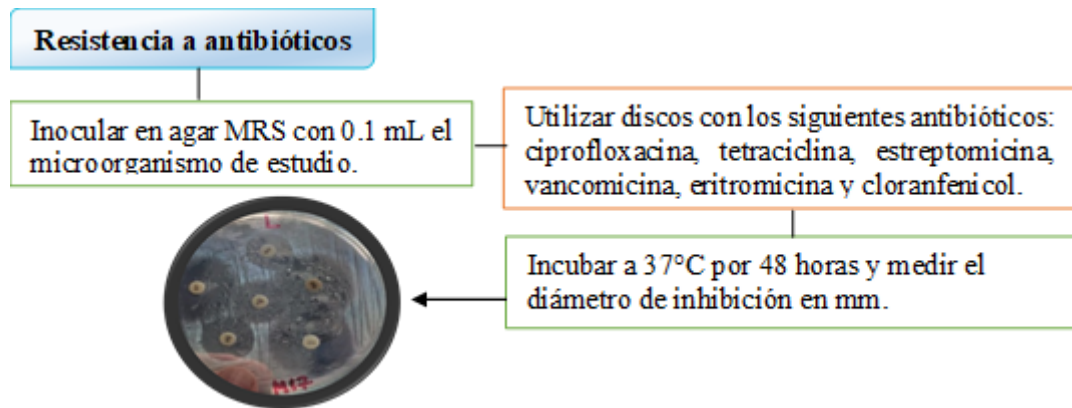 Resistencia a antibióticos
Inocular en agar MRS con 0.1 mL el
microorganismo de estudio.
Utilizar discos con los siguientes antibióticos:
ciprofloxacina, tetraciclina, estreptomicina,
vancomicina, eritromicina y cloranfenicol.
Incubar a 37°C por 48 horas y medir el
diámetro de inhibición en mm.
L.
M17